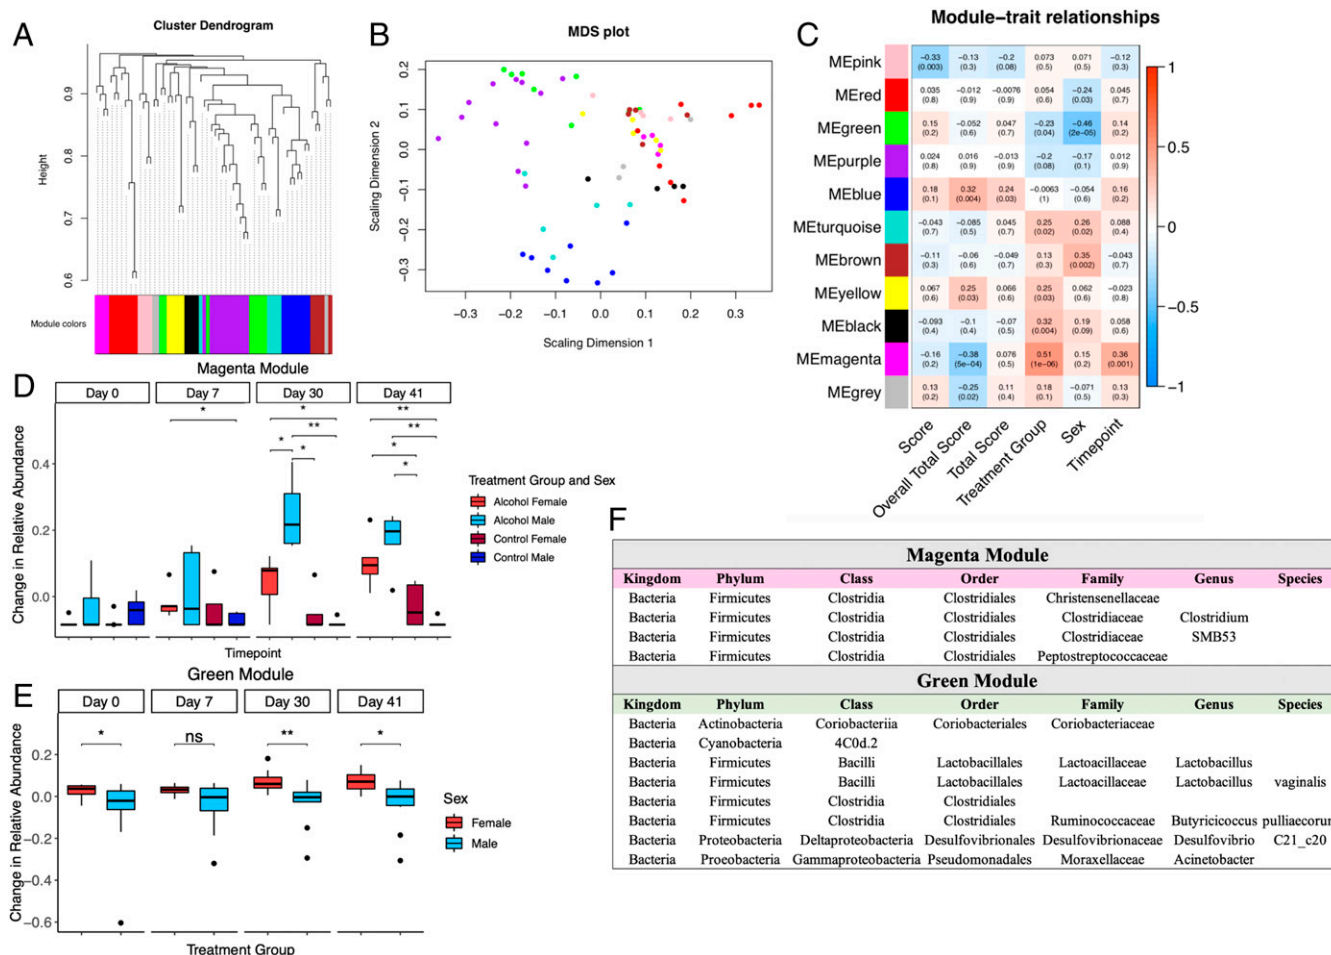 A
Cluster Dendrogram
Height
0.9
0.8
0.7
0.6
Module colors
B
MDS plot
Scaling Dimension 2
0.2
0.1
0.0
−0.1
−0.2
−0.3
−0.3 −0.2 −0.1 0.0 0.1 0.2 0.3
Scaling Dimension 1
C
Module−trait relationships
MEpink −0.33 (0.003) −0.13 (0.3) −0.2 (0.08) 0.073 (0.5) 0.071 (0.5) −0.12 (0.3)
MEred 0.035 (0.8) −0.012 (0.9) −0.0076 (0.9) 0.054 (0.6) −0.24 (0.03) 0.045 (0.7)
MEgreen 0.15 (0.2) −0.052 (0.6) 0.047 (0.7) −0.23 (0.04) −0.46 (2e−05) 0.14 (0.2)
MEpurple 0.024 (0.8) 0.016 (0.9) −0.013 (0.9) −0.2 (0.08) −0.17 (0.1) 0.012 (0.9)
MEblue 0.18 (0.1) 0.32 (0.004) 0.24 (0.03) −0.0063 (1) −0.054 (0.6) 0.16 (0.2)
MEturquoise −0.043 (0.7) −0.085 (0.5) 0.045 (0.7) 0.25 (0.02) 0.26 (0.02) 0.088 (0.4)
MEbrown −0.11 (0.3) −0.06 (0.6) −0.049 (0.7) 0.13 (0.3) 0.35 (0.002) −0.043 (0.7)
MEyellow 0.067 (0.6) 0.25 (0.03) 0.066 (0.6) 0.25 (0.03) 0.062 (0.6) −0.023 (0.8)
MEblack −0.093 (0.4) −0.1 (0.4) −0.07 (0.5) 0.32 (0.004) 0.19 (0.09) 0.058 (0.6)
MEmagenta −0.16 (0.2) −0.38 (5e−04) 0.076 (0.5) 0.51 (1e−06) 0.15 (0.2) 0.36 (0.001)
MEgrey 0.13 (0.2) −0.25 (0.02) 0.11 (0.4) 0.18 (0.1) −0.071 (0.5) 0.13 (0.3)
Score
Overall Total Score
Total Score
Treatment Group
Sex
Timepoint
1
0.5
0
−0.5
−1
D
Magenta Module
Day 0 Day 7 Day 30 Day 41
* * ** * * ** ** * *
Change in Relative Abundance
0.4
0.2
0.0
Timepoint
Treatment Group and Sex
Alcohol Female
Alcohol Male
Control Female
Control Male
E
Green Module
Day 0 Day 7 Day 30 Day 41
* ns ** *
Change in Relative Abundance
0.2
0.0
−0.2
−0.4
−0.6
Treatment Group
Sex
Female
Male
F
Magenta Module
Kingdom Phylum Class Order Family Genus Species
Bacteria Firmicutes Clostridia Clostridiales Christensenellaceae
Bacteria Firmicutes Clostridia Clostridiales Clostridiaceae Clostridium
Bacteria Firmicutes Clostridia Clostridiales Clostridiaceae SMB53
Bacteria Firmicutes Clostridia Clostridiales Peptostreptococcaceae
Green Module
Kingdom Phylum Class Order Family Genus Species
Bacteria Actinobacteria Coriobacteriia Coriobacteriales Coriobacteriaceae
Bacteria Cyanobacteria 4C0d.2
Bacteria Firmicutes Bacilli Lactobacillales Lactoacillaceae Lactobacillus
Bacteria Firmicutes Bacilli Lactobacillales Lactoacillaceae Lactobacillus vaginalis
Bacteria Firmicutes Clostridia Clostridiales
Bacteria Firmicutes Clostridia Clostridiales Ruminococcaceae Butyricicoccus pulliaecorum
Bacteria Proteobacteria Deltaproteobacteria Desulfovibrionales Desulfovibrionaceae Desulfovibrio C21_c20
Bacteria Proeobacteria Gammaproteobacteria Pseudomonadales Moraxellaceae Acinetobacter